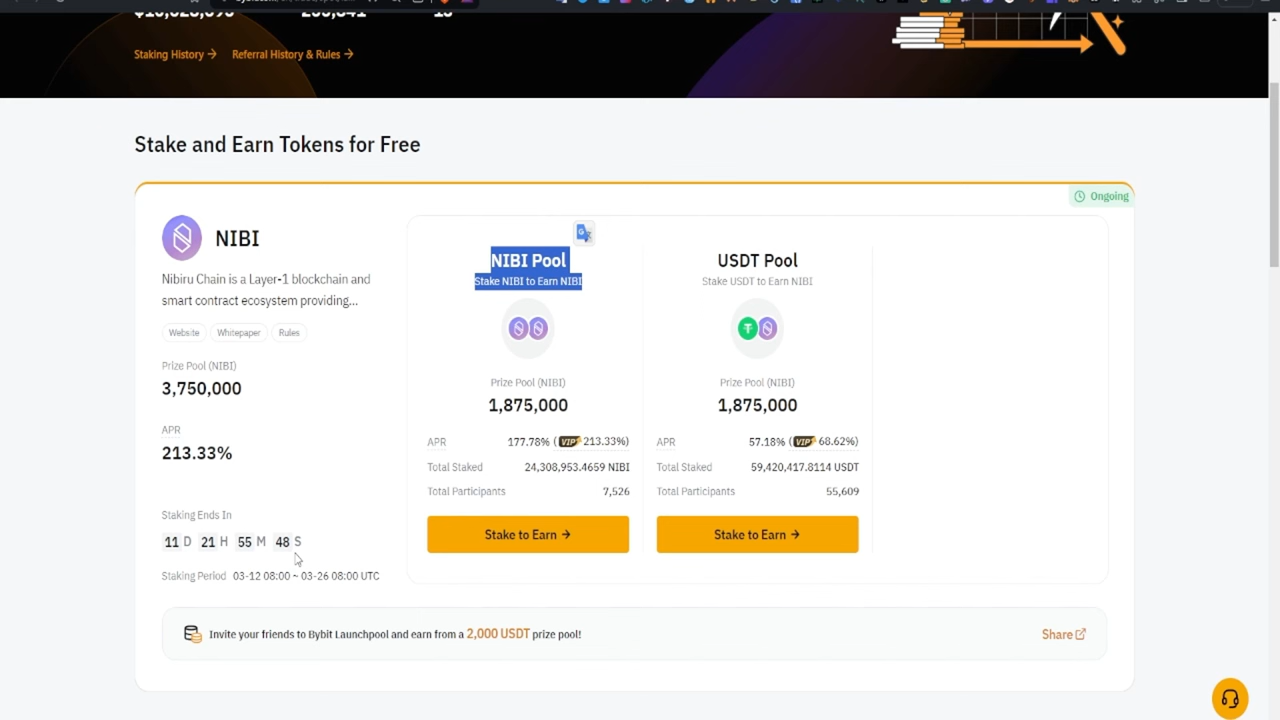 Staking History →
Referral History & Rules →
Stake and Earn Tokens for Free
Ongoing
NIBI
Nibiru Chain is a Layer-1 blockchain and
smart contract ecosystem providing...
Website
Whitepaper
Rules
Prize Pool (NIBI)
3,750,000
APR
213.33%
Staking Ends In
11 D 21 H 55 M 48 S
Staking Period 03-12 08:00 ~ 03-26 08:00 UTC
NIBI Pool
Stake NIBI to Earn NIBI
Prize Pool (NIBI)
1,875,000
APR 177.78% (VIP 213.33%)
Total Staked 24,308,953.4659 NIBI
Total Participants 7,526
Stake to Earn →
USDT Pool
Stake USDT to Earn NIBI
Prize Pool (NIBI)
1,875,000
APR 57.18% (VIP 68.62%)
Total Staked 59,420,417.8114 USDT
Total Participants 55,609
Stake to Earn →
Invite your friends to Bybit Launchpool and earn from a 2,000 USDT prize pool!
Share